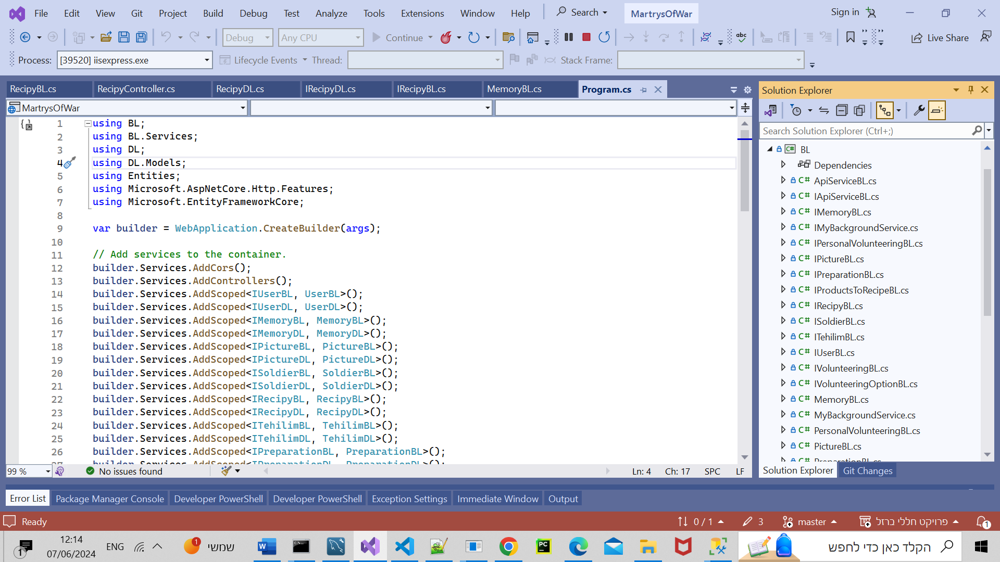 File Edit View Git Project Build Debug Test Analyze Tools Extensions Window Help Search MartrysOfWar Sign in
Debug Any CPU Continue Live Share
Process: [39520] iisexpress.exe Lifecycle Events Thread: Stack Frame:
RecipyBL.cs RecipyController.cs RecipyDL.cs IRecipyDL.cs IRecipyBL.cs MemoryBL.cs Program.cs
MartrysOfWar
1 using BL;
2 using BL.Services;
3 using DL;
4 using DL.Models;
5 using Entities;
6 using Microsoft.AspNetCore.Http.Features;
7 using Microsoft.EntityFrameworkCore;
8
9 var builder = WebApplication.CreateBuilder(args);
10
11 // Add services to the container.
12 builder.Services.AddCors();
13 builder.Services.AddControllers();
14 builder.Services.AddScoped<IUserBL, UserBL>();
15 builder.Services.AddScoped<IUserDL, UserDL>();
16 builder.Services.AddScoped<IMemoryBL, MemoryBL>();
17 builder.Services.AddScoped<IMemoryDL, MemoryDL>();
18 builder.Services.AddScoped<IPictureBL, PictureBL>();
19 builder.Services.AddScoped<IPictureDL, PictureDL>();
20 builder.Services.AddScoped<ISoldierBL, SoldierBL>();
21 builder.Services.AddScoped<ISoldierDL, SoldierDL>();
22 builder.Services.AddScoped<IRecipyBL, RecipyBL>();
23 builder.Services.AddScoped<IRecipyDL, RecipyDL>();
24 builder.Services.AddScoped<ITehilimBL, TehilimBL>();
25 builder.Services.AddScoped<ITehilimDL, TehilimDL>();
26 builder.Services.AddScoped<IPreparationBL, PreparationBL>();
27 builder.Services.AddScoped<IPreparationDL, PreparationDL>();
99 % No issues found Ln: 4 Ch: 17 SPC LF
Solution Explorer
Search Solution Explorer (Ctrl+;)
BL
Dependencies
C# ApiServiceBL.cs
C# IApiServiceBL.cs
C# IMemoryBL.cs
C# IMyBackgroundService.cs
C# IPersonalVolunteeringBL.cs
C# IPictureBL.cs
C# IPreparationBL.cs
C# IProductsToRecipeBL.cs
C# IRecipyBL.cs
C# ISoldierBL.cs
C# ITehilimBL.cs
C# IUserBL.cs
C# IVolunteeringBL.cs
C# IVolunteeringOptionBL.cs
C# MemoryBL.cs
C# MyBackgroundService.cs
C# PersonalVolunteeringBL.cs
C# PictureBL.cs
C# PreparationBL.cs
Solution Explorer Git Changes
Error List Package Manager Console Developer PowerShell Developer PowerShell Exception Settings Immediate Window Output
Ready 0 / 1 3 master פרויקט חללי ברזל 1
12:14
07/06/2024
1 ENG 1 שמשי הקלד כאן כדי לחפש